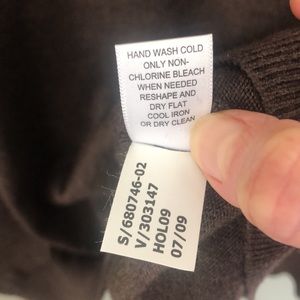 HAND WASH COLD
ONLY NON-
CHLORINE BLEACH
WHEN NEEDED
RESHAPE AND
DRY FLAT
COOL IRON
OR DRY CLEAN
S/680746-02
V/303147
HOL09
07/09